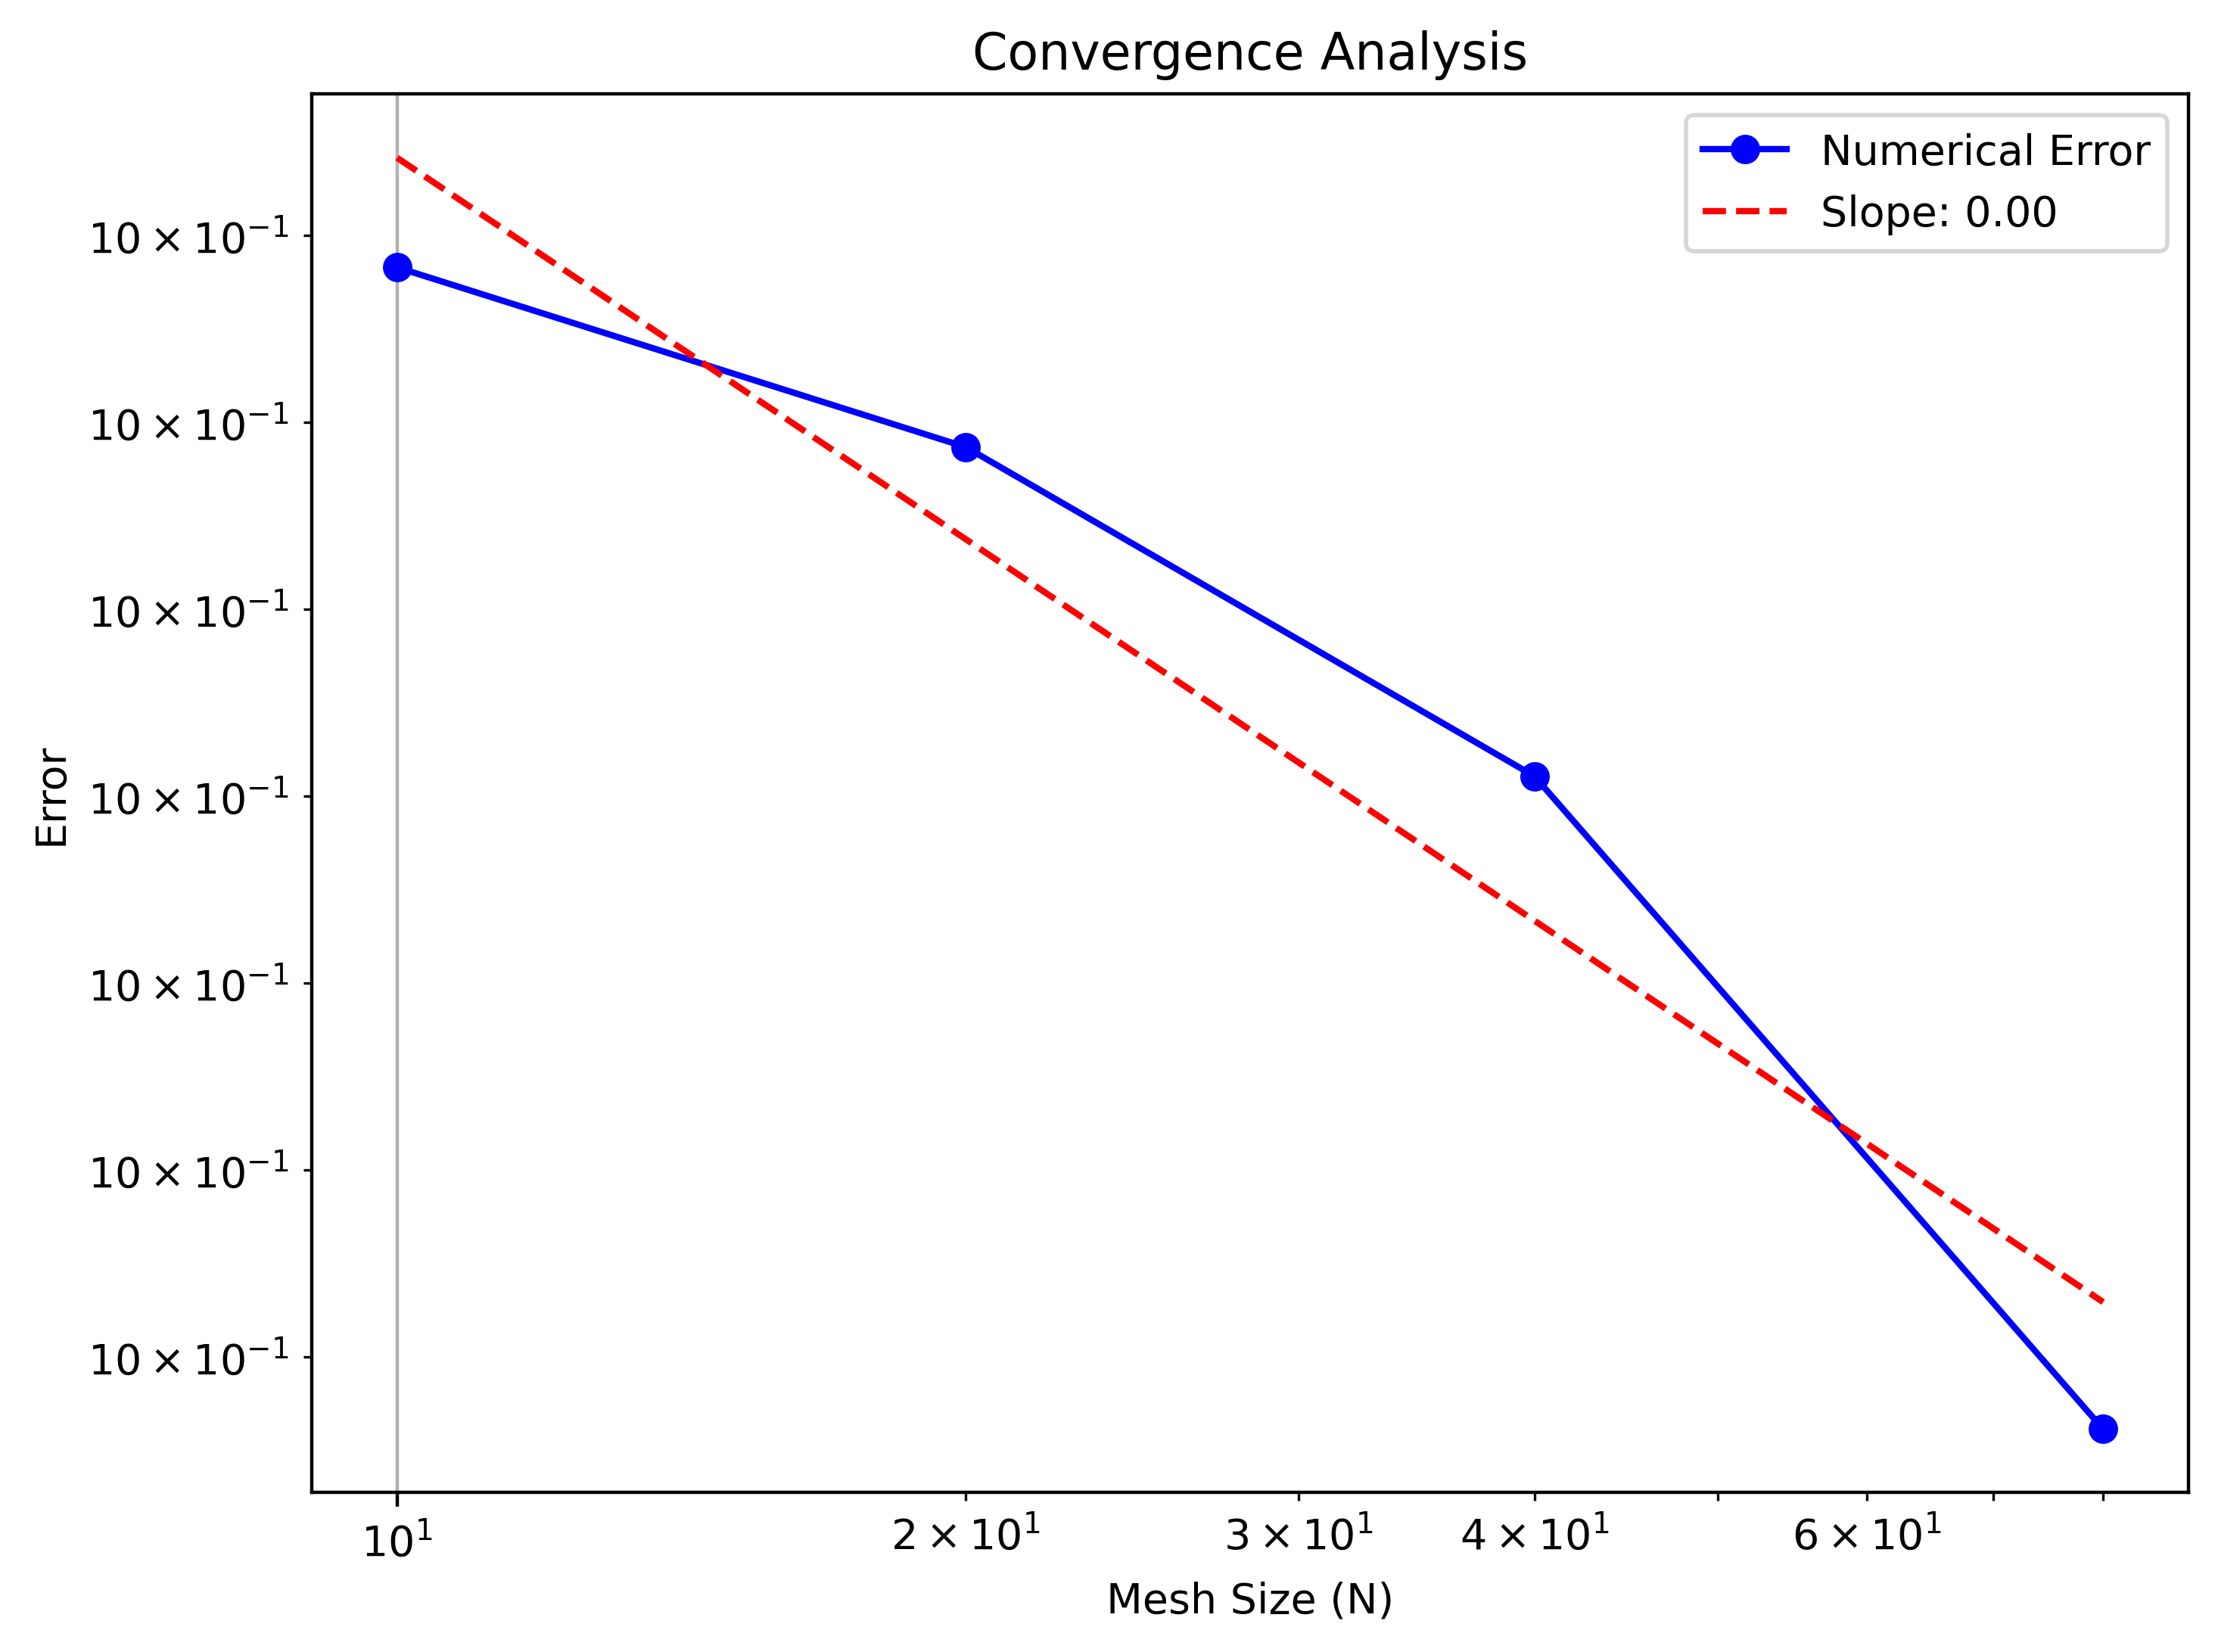 Convergence Analysis
Numerical Error
Slope: 0.00
10 × 10⁻¹
10 × 10⁻¹
10 × 10⁻¹
10 × 10⁻¹
10 × 10⁻¹
10 × 10⁻¹
10 × 10⁻¹
Error
10¹
2 × 10¹
3 × 10¹
4 × 10¹
6 × 10¹
Mesh Size (N)